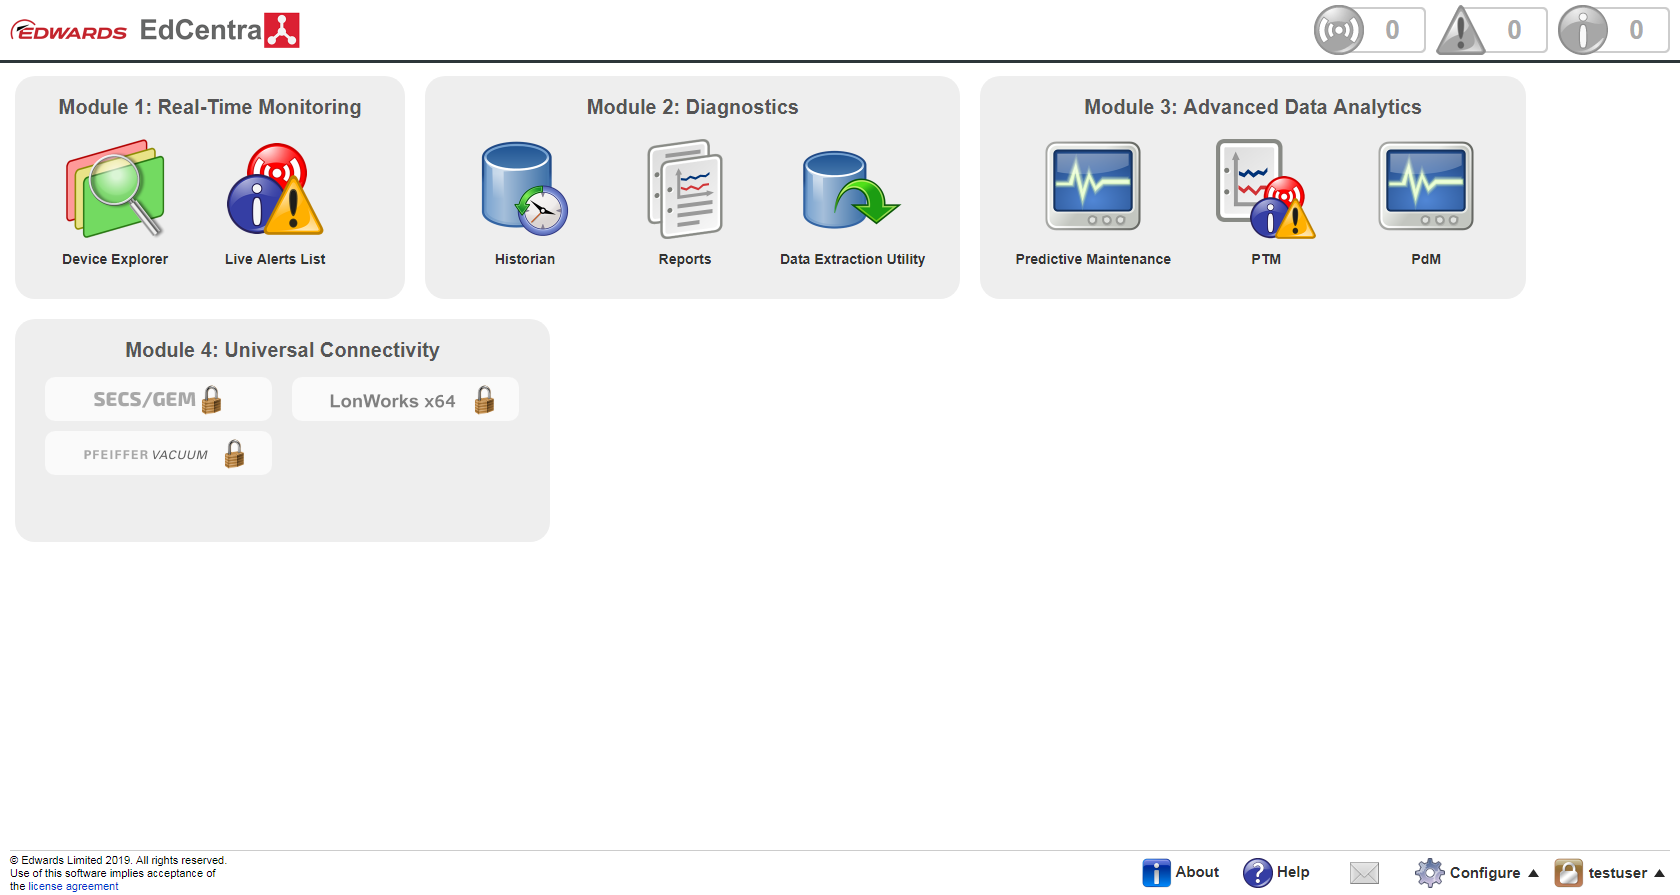 EDWARDS EdCentra
0 0 0
Module 1: Real-Time Monitoring
Device Explorer Live Alerts List
Module 2: Diagnostics
Historian Reports Data Extraction Utility
Module 3: Advanced Data Analytics
Predictive Maintenance PTM PdM
Module 4: Universal Connectivity
SECS/GEM LonWorks x64
PFEIFFER VACUUM
© Edwards Limited 2019. All rights reserved.
Use of this software implies acceptance of
the license agreement
About Help Configure testuser